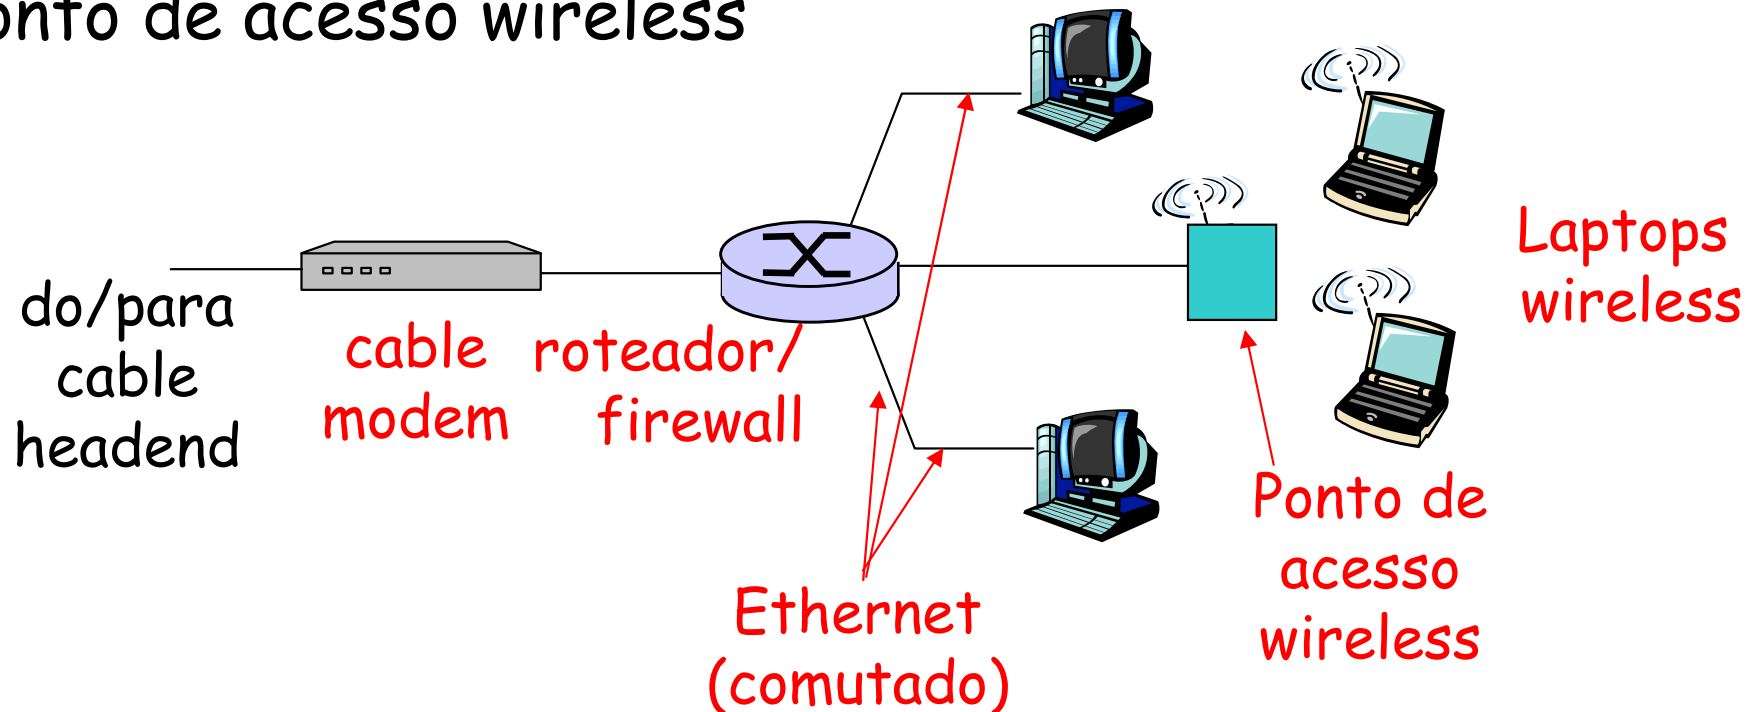 onto de acesso wireless
do/para
cable
headend
cable
modem
roteador/
firewall
Ethernet
(comutado)
Ponto de
acesso
wireless
Laptops
wireless